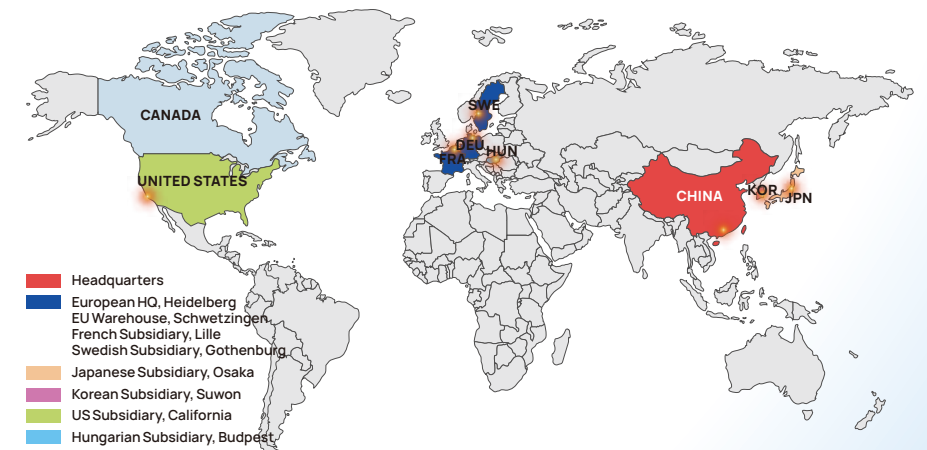 CANADA
UNITED STATES
SWE
DEU
HUN
FRA
CHINA
KOR
JPN
Headquarters
European HQ, Heidelberg
EU Warehouse, Schwetzingen
French Subsidiary, Lille
Swedish Subsidiary, Gothenburg
Japanese Subsidiary, Osaka
Korean Subsidiary, Suwon
US Subsidiary, California
Hungarian Subsidiary, Budpest